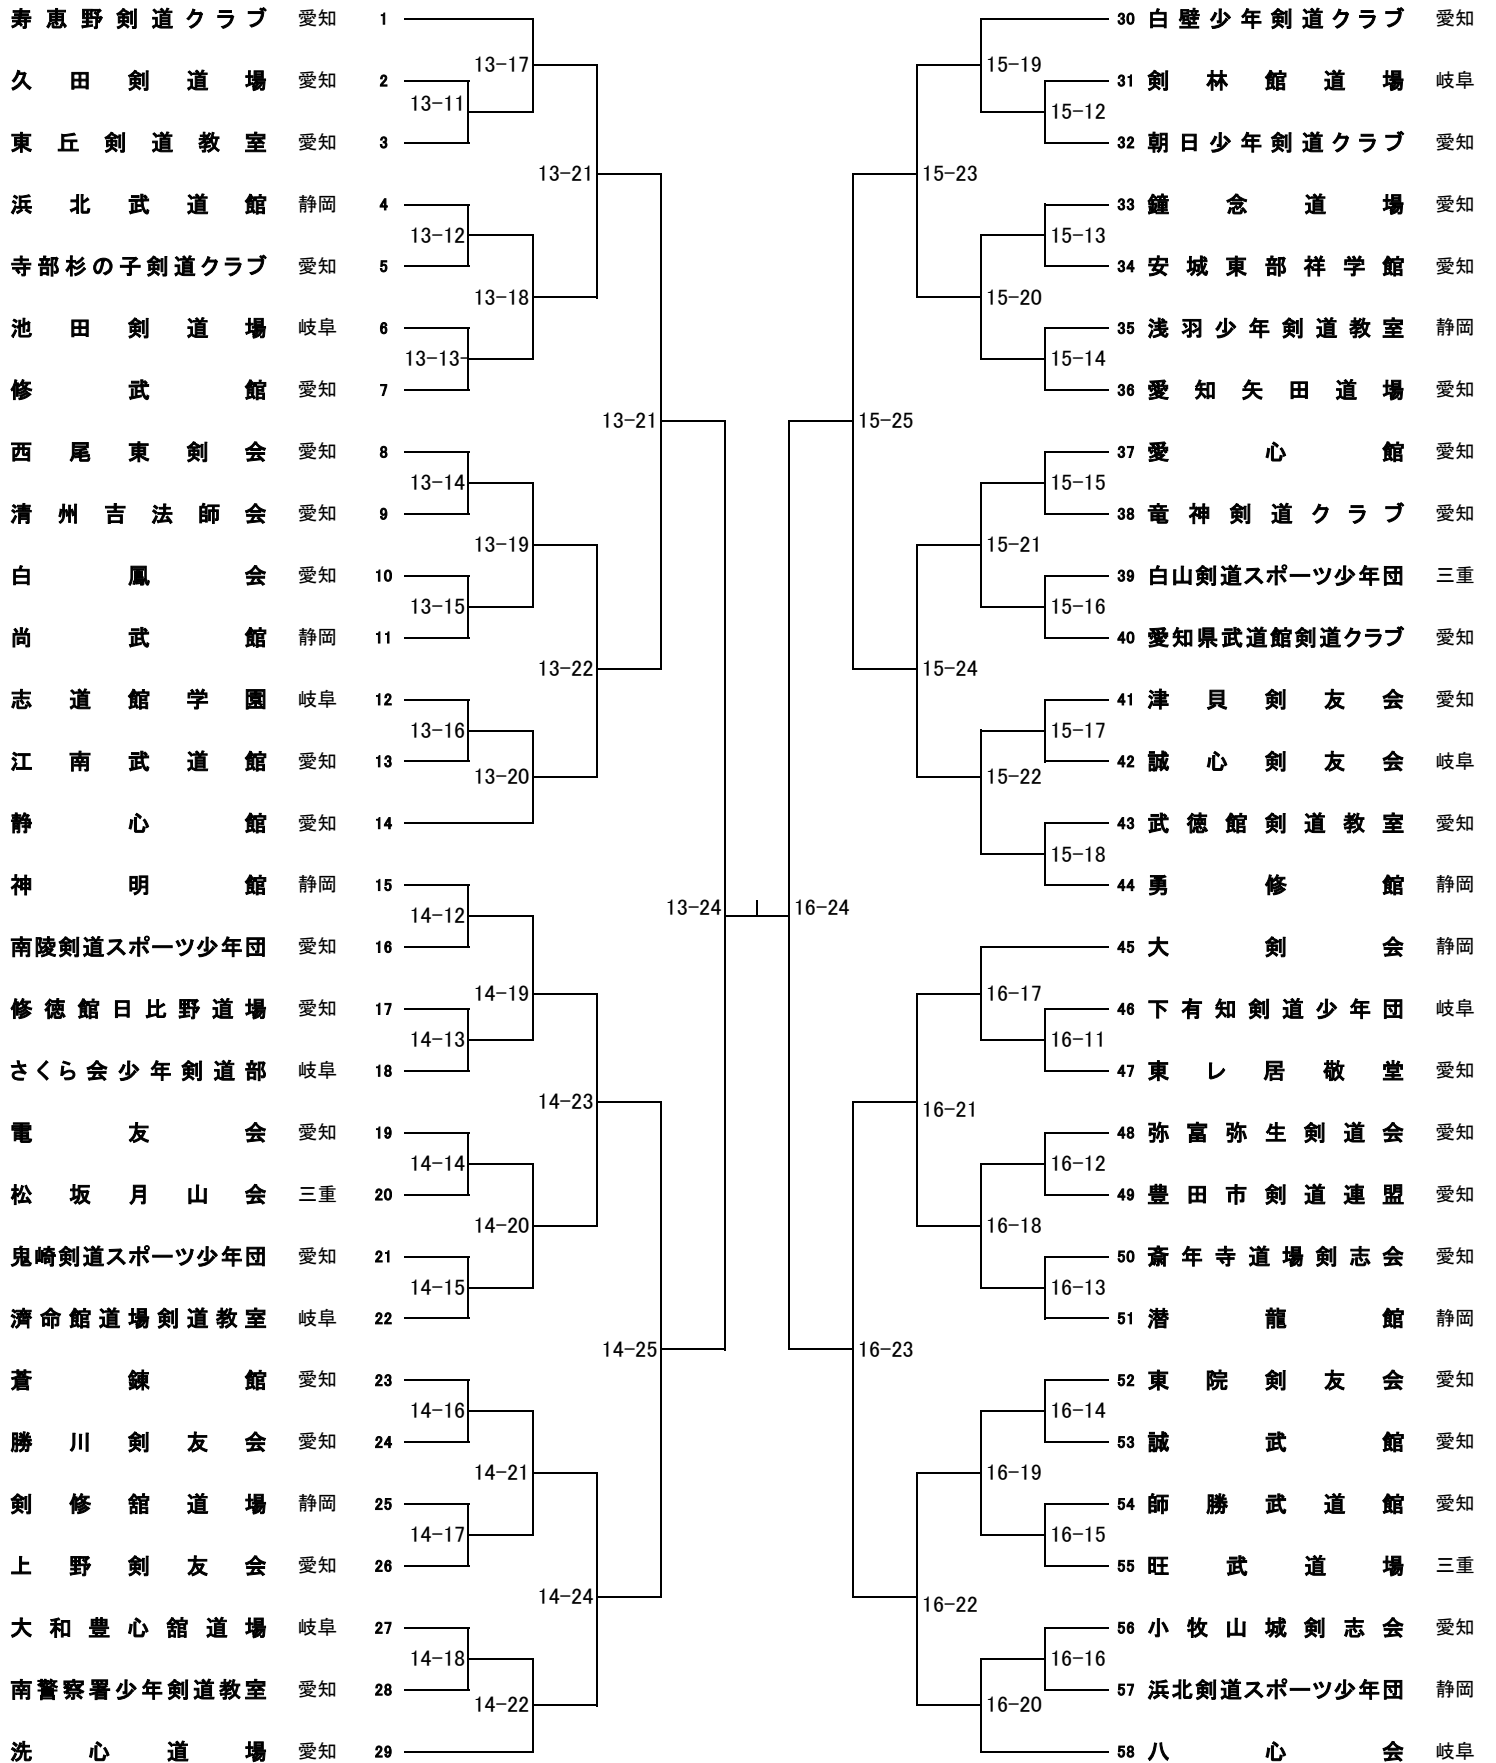 寿恵野剣道クラブ 愛知 1 30 白壁少年剣道クラブ 愛知
13−17 15−19
久田剣道場 愛知 2 31 剣林館道場 岐阜
13−11 15−12
東丘剣道教室 愛知 3 32 朝日少年剣道クラブ 愛知
13−21 15−23
浜北武道館 静岡 4 33 鐘念道場 愛知
13−12 15−13
寺部杉の子剣道クラブ 愛知 5 34 安城東部祥学館 愛知
13−18 15−20
池田剣道場 岐阜 6 35 浅羽少年剣道教室 静岡
13−13 15−14
修武館 愛知 7 36 愛知矢田道場 愛知
13−21 15−25
西尾東剣会 愛知 8 37 愛心館 愛知
13−14 15−15
清州吉法師会 愛知 9 38 竜神剣道クラブ 愛知
13−19 15−21
白鳳会 愛知 10 39 白山剣道スポーツ少年団 三重
13−15 15−16
尚武館 静岡 11 40 愛知県武道館剣道クラブ 愛知
13−22 15−24
志道館学園 岐阜 12 41 津貝剣友会 愛知
13−16 15−17
江南武道館 愛知 13 42 誠心剣友会 岐阜
13−20 15−22
静心館 愛知 14 43 武徳館剣道教室 愛知
15−18
神明館 静岡 15 44 勇修館 静岡
13−24 16−24
14−12
南陵剣道スポーツ少年団 愛知 16 45 大剣会 静岡
14−19 16−17
修徳館日比野道場 愛知 17 46 下有知剣道少年団 岐阜
14−13 16−11
さくら会少年剣道部 岐阜 18 47 東レ居敬堂 愛知
14−23 16−21
電友会 愛知 19 48 弥富弥生剣道会 愛知
14−14 16−12
松坂月山会 三重 20 49 豊田市剣道連盟 愛知
14−20 16−18
鬼崎剣道スポーツ少年団 愛知 21 50 斎年寺道場剣志会 愛知
14−15 16−13
濟命館道場剣道教室 岐阜 22 51 潜龍館 静岡
14−25 16−23
蒼錬館 愛知 23 52 東院剣友会 愛知
14−16 16−14
勝川剣友会 愛知 24 53 誠武館 愛知
14−21 16−19
剣修舘道場 静岡 25 54 師勝武道館 愛知
14−17 16−15
上野剣友会 愛知 26 55 旺武道場 三重
14−24 16−22
大和豊心舘道場 岐阜 27 56 小牧山城剣志会 愛知
14−18 16−16
南警察署少年剣道教室 愛知 28 57 浜北剣道スポーツ少年団 静岡
14−22 16−20
洗心道場 愛知 29 58 八心会 岐阜